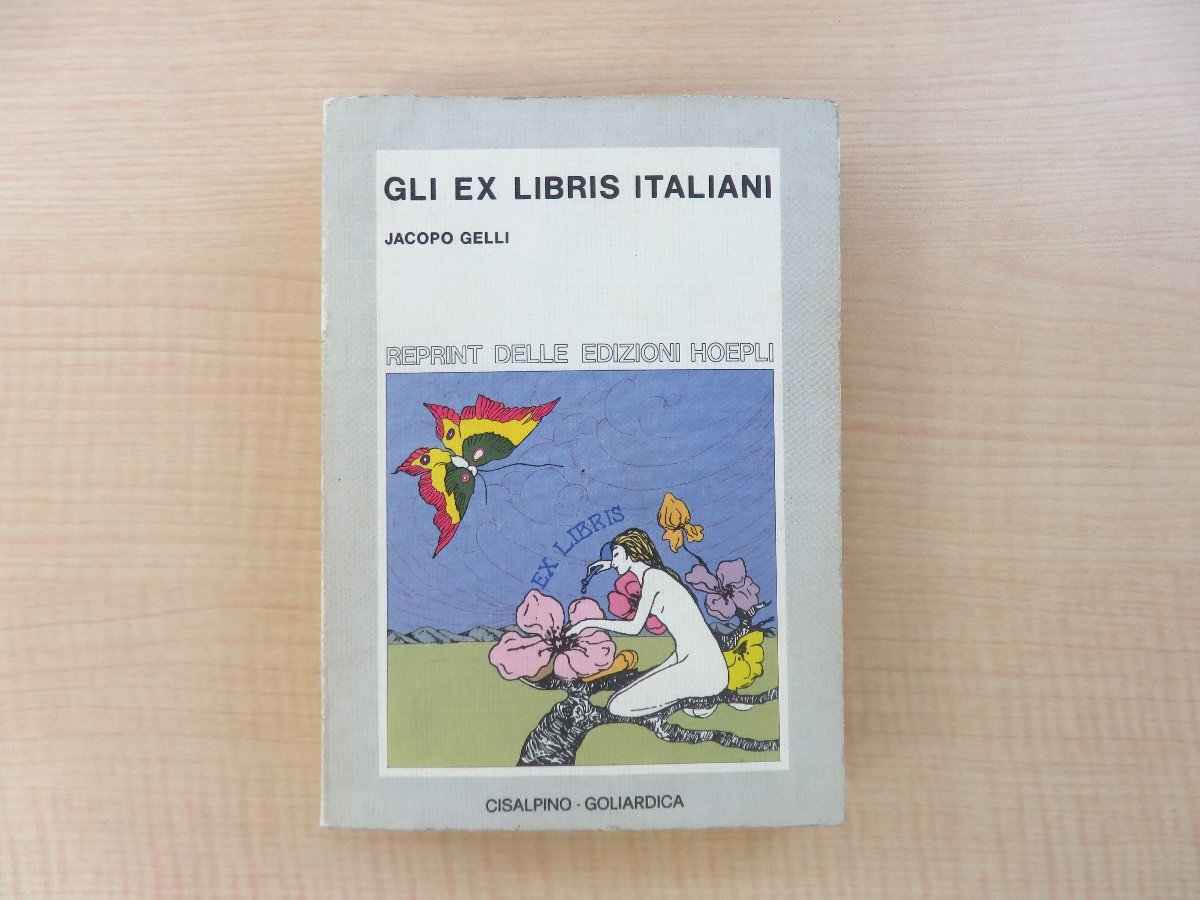 GLI EX LIBRIS ITALIANI
JACOPO GELLI
REPRINT DELLE EDIZIONI HOEPLI
EX LIBRIS
CISALPINO - GOLIARDICA